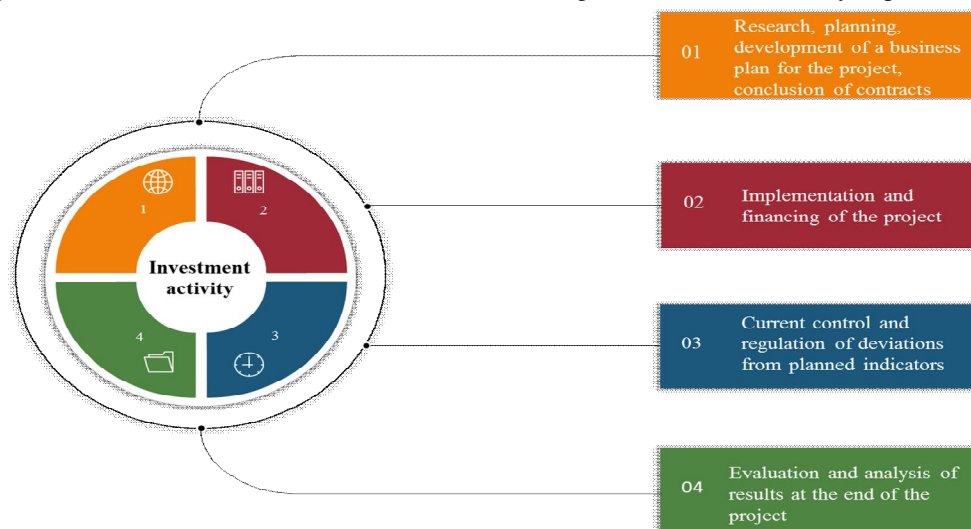 01
Research, planning,
development of a business
plan for the project,
conclusion of contracts
1
2
Investment
activity
4
3
02
Implementation and
financing of the project
03
Current control and
regulation of deviations
from planned indicators
04
Evaluation and analysis of
results at the end of the
project